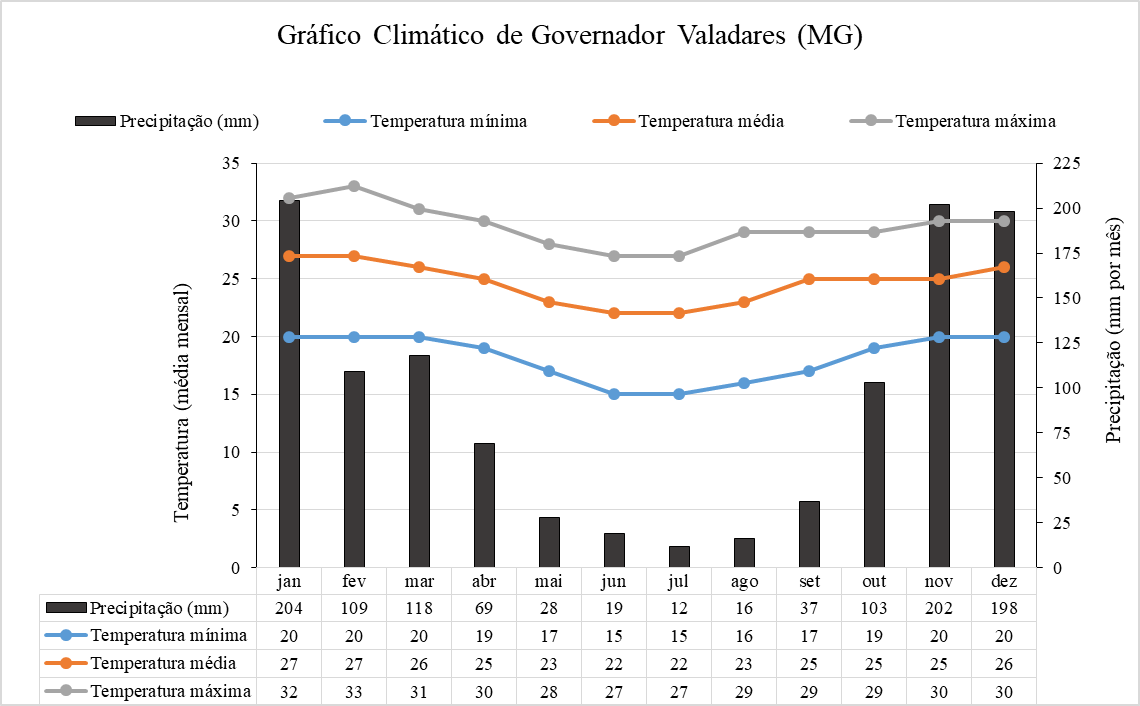 Gráfico Climático de Governador Valadares (MG)
Precipitação (mm) Temperatura mínima Temperatura média Temperatura máxima
Temperatura (média mensal)
35
30
25
20
15
10
5
0
225
200
175
150
125
100
75
50
25
0
Precipitação (mm por mês)
jan fev mar abr mai jun jul ago set out nov dez
Precipitação (mm) 204 109 118 69 28 19 12 16 37 103 202 198
Temperatura mínima 20 20 20 19 17 15 15 16 17 19 20 20
Temperatura média 27 27 26 25 23 22 22 23 25 25 25 26
Temperatura máxima 32 33 31 30 28 27 27 29 29 29 30 30